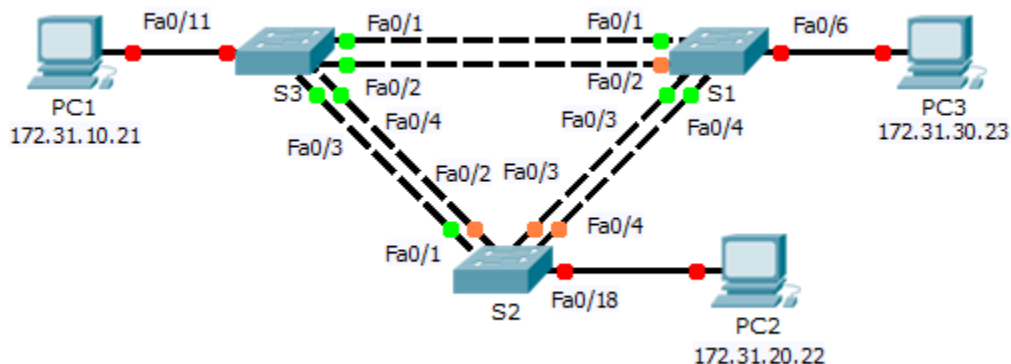 Fa0/11
Fa0/1
Fa0/1
Fa0/6
S3
Fa0/2
Fa0/2
S1
PC1
172.31.10.21
PC3
172.31.30.23
Fa0/4
Fa0/3
Fa0/3
Fa0/4
Fa0/2
Fa0/3
Fa0/1
Fa0/4
S2
Fa0/18
PC2
172.31.20.22